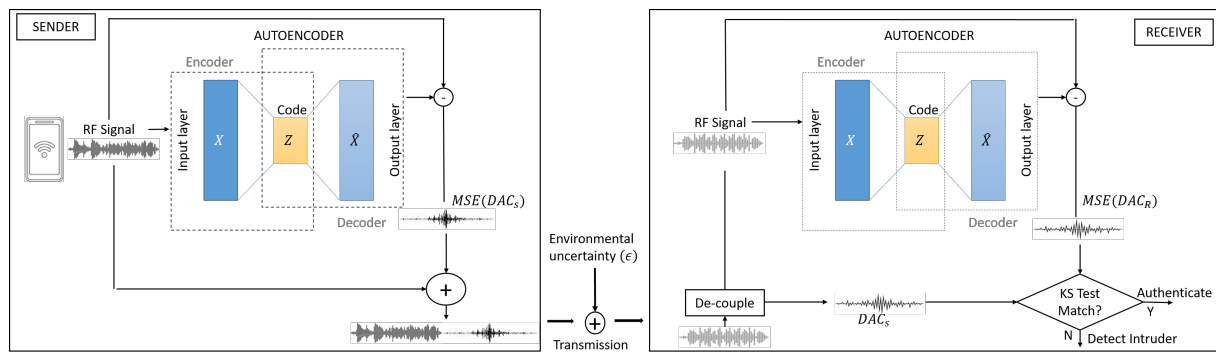 SENDER
AUTOENCODER
Encoder
RF Signal
Input layer
X
Code
Z
X̂
Output layer
-
Decoder
MSE(DAC_s)
+
Environmental
uncertainty (ϵ)
+
Transmission
RECEIVER
AUTOENCODER
Encoder
RF Signal
Input layer
X
Code
Z
X̂
Output layer
-
Decoder
MSE(DAC_R)
De-couple
DAC_s
KS Test
Match?
Authenticate
Y
N
Detect Intruder